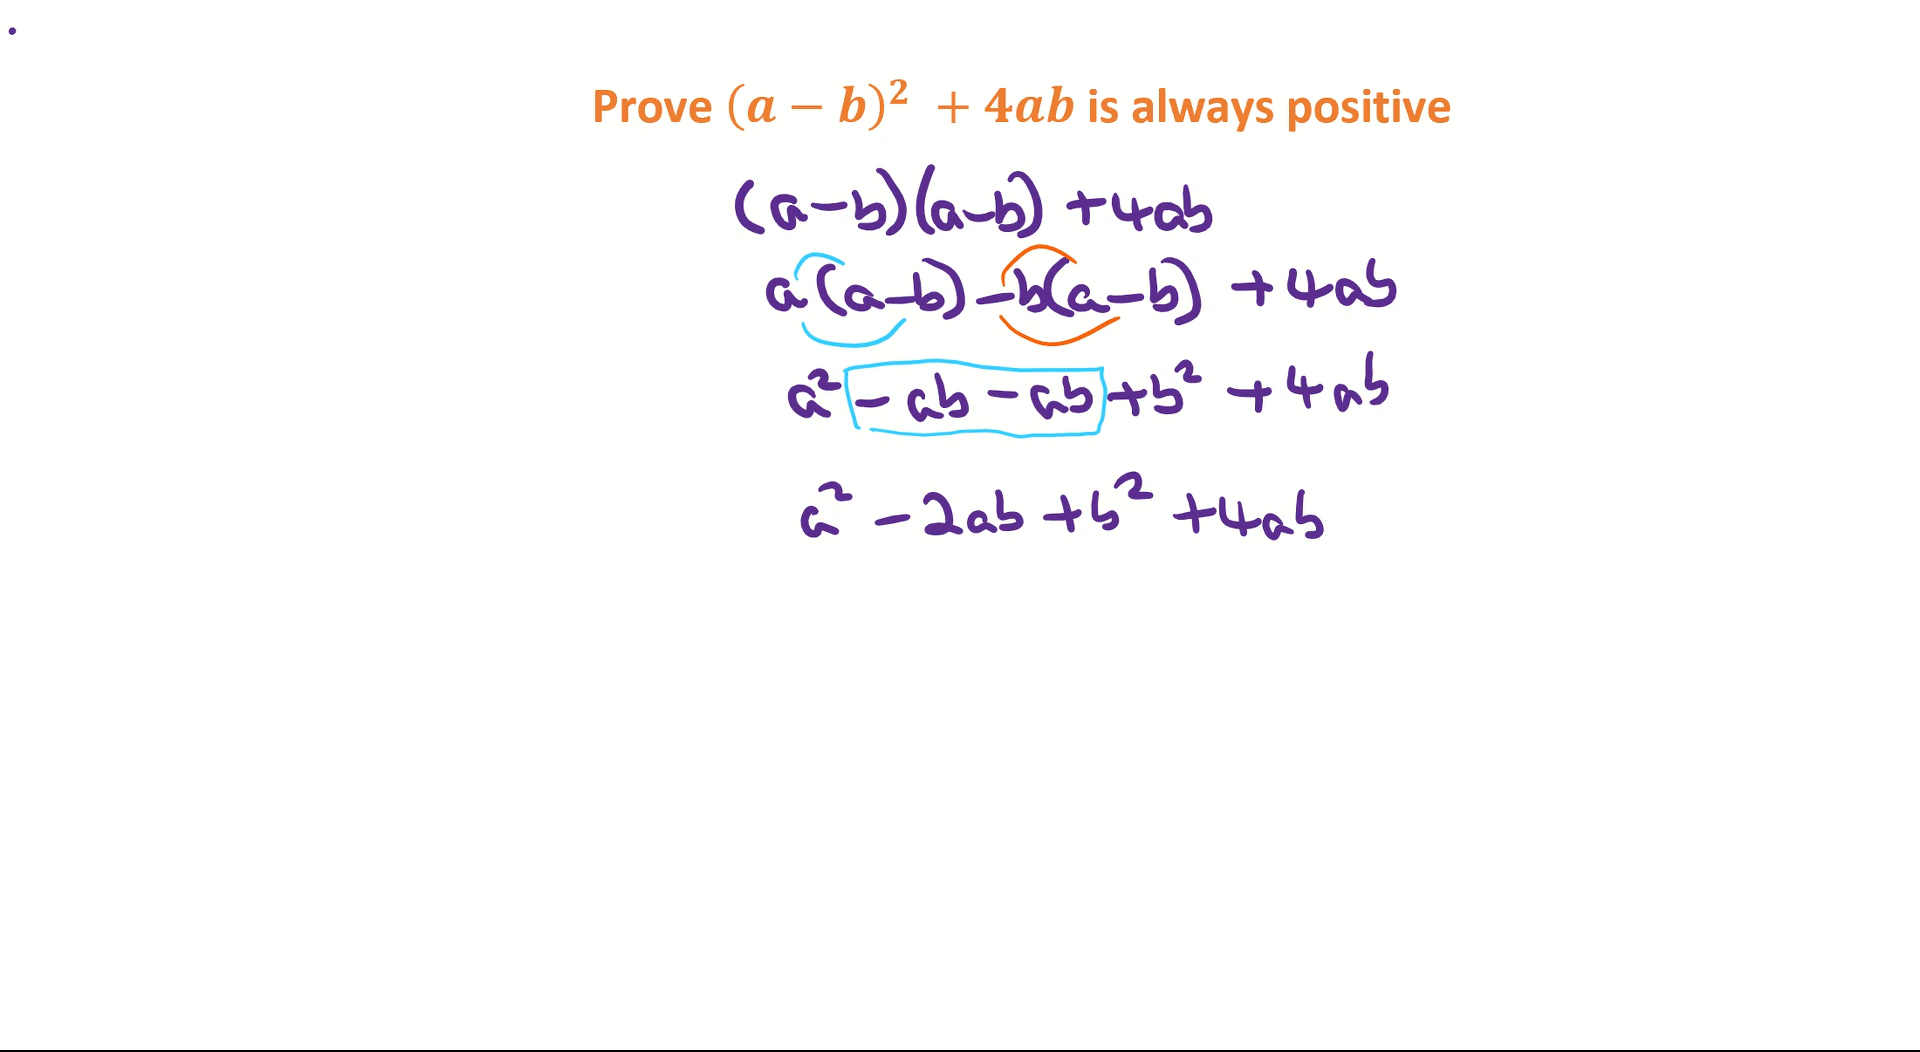 Prove (a − b)² + 4ab is always positive
(a−b)(a−b) +4ab
a(a−b) −b(a−b) +4ab
a² − ab − ab + b² + 4ab
a² − 2ab + b² + 4ab